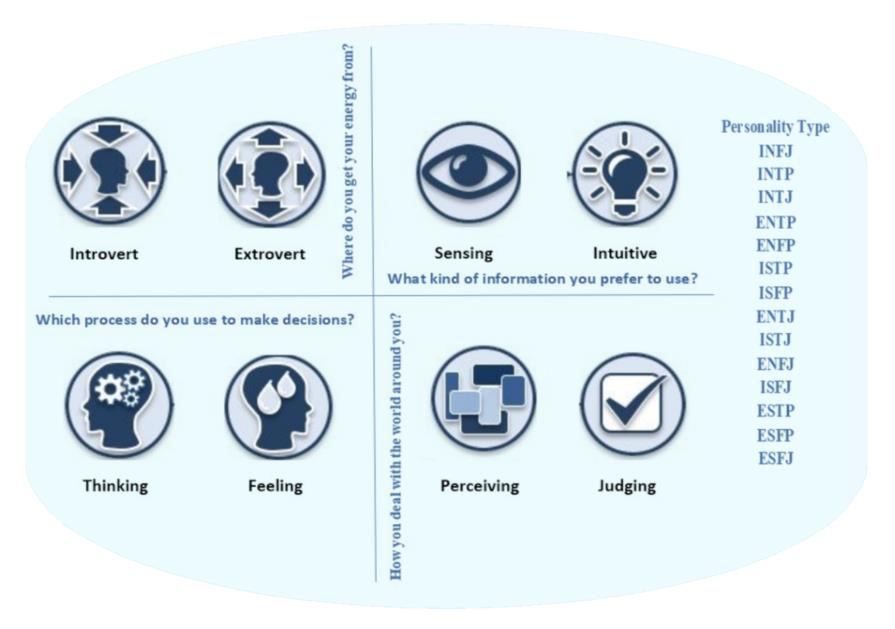 Where do you get your energy from?
Introvert
Extrovert
Sensing
Intuitive
What kind of information you prefer to use?
Which process do you use to make decisions?
Thinking
Feeling
How you deal with the world around you?
Perceiving
Judging
Personality Type
INFJ
INTP
INTJ
ENTP
ENFP
ISTP
ISFP
ENTJ
ISTJ
ENFJ
ISFJ
ESTP
ESFP
ESFJ